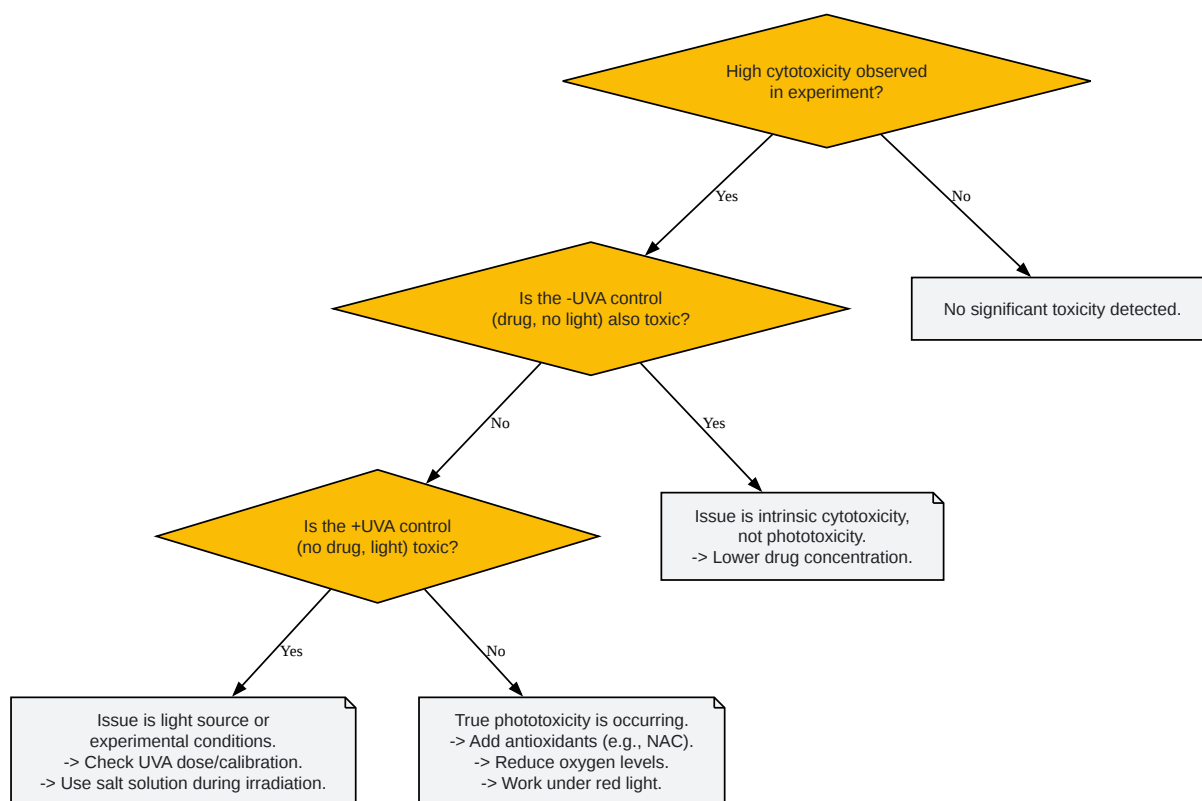 High cytotoxicity observed
in experiment?
Yes
No
Is the -UVA control
(drug, no light) also toxic?
No significant toxicity detected.
No
Yes
Is the +UVA control
(no drug, light) toxic?
Issue is intrinsic cytotoxicity,
not phototoxicity.
-> Lower drug concentration.
Yes
No
Issue is light source or
experimental conditions.
-> Check UVA dose/calibration.
-> Use salt solution during irradiation.
True phototoxicity is occurring.
-> Add antioxidants (e.g., NAC).
-> Reduce oxygen levels.
-> Work under red light.